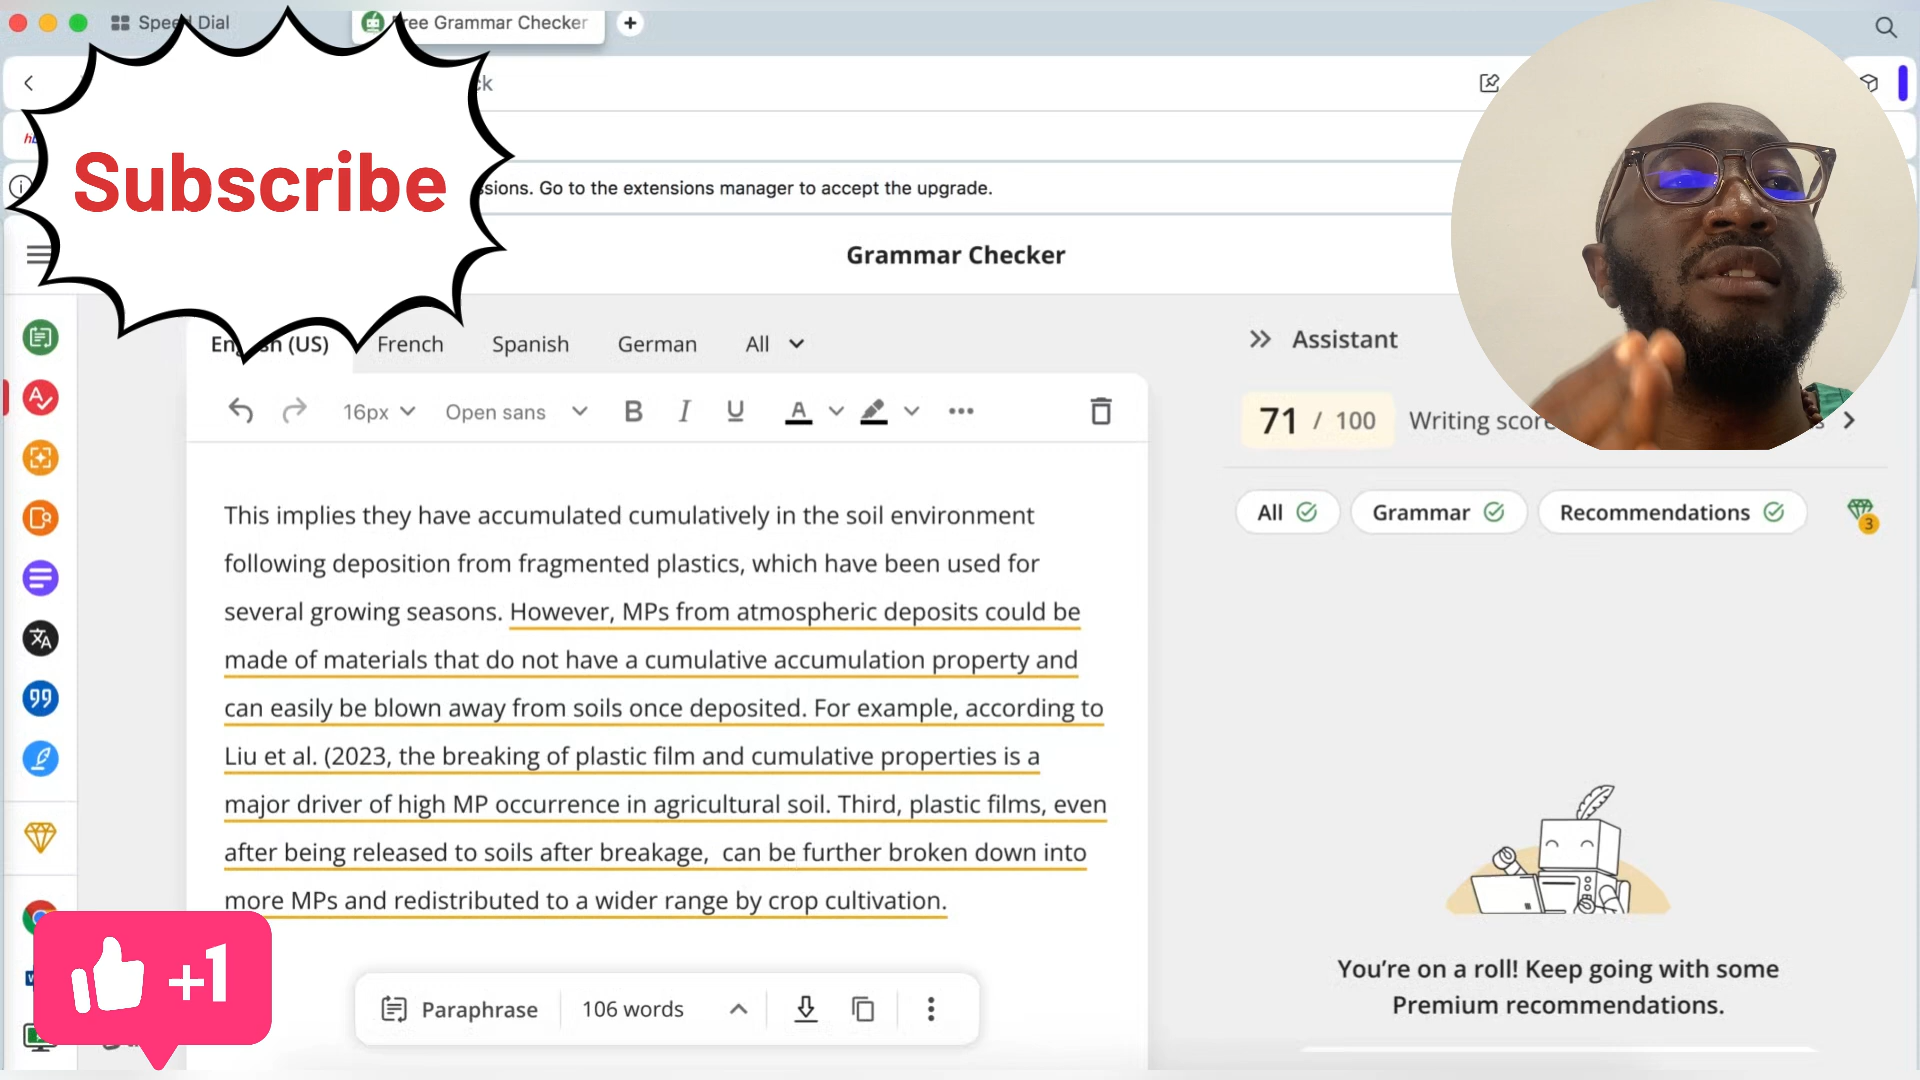 Speed Dial
Free Grammar Checker
Subscribe
Go to the extensions manager to accept the upgrade.
Grammar Checker
English (US)
French
Spanish
German
All
16px
Open sans
B
I
U
A
This implies they have accumulated cumulatively in the soil environment
following deposition from fragmented plastics, which have been used for
several growing seasons. However, MPs from atmospheric deposits could be
made of materials that do not have a cumulative accumulation property and
can easily be blown away from soils once deposited. For example, according to
Liu et al. (2023, the breaking of plastic film and cumulative properties is a
major driver of high MP occurrence in agricultural soil. Third, plastic films, even
after being released to soils after breakage,  can be further broken down into
more MPs and redistributed to a wider range by crop cultivation.
Paraphrase
106 words
Assistant
71 / 100
Writing score
All
Grammar
Recommendations
3
You’re on a roll! Keep going with some
Premium recommendations.
+1